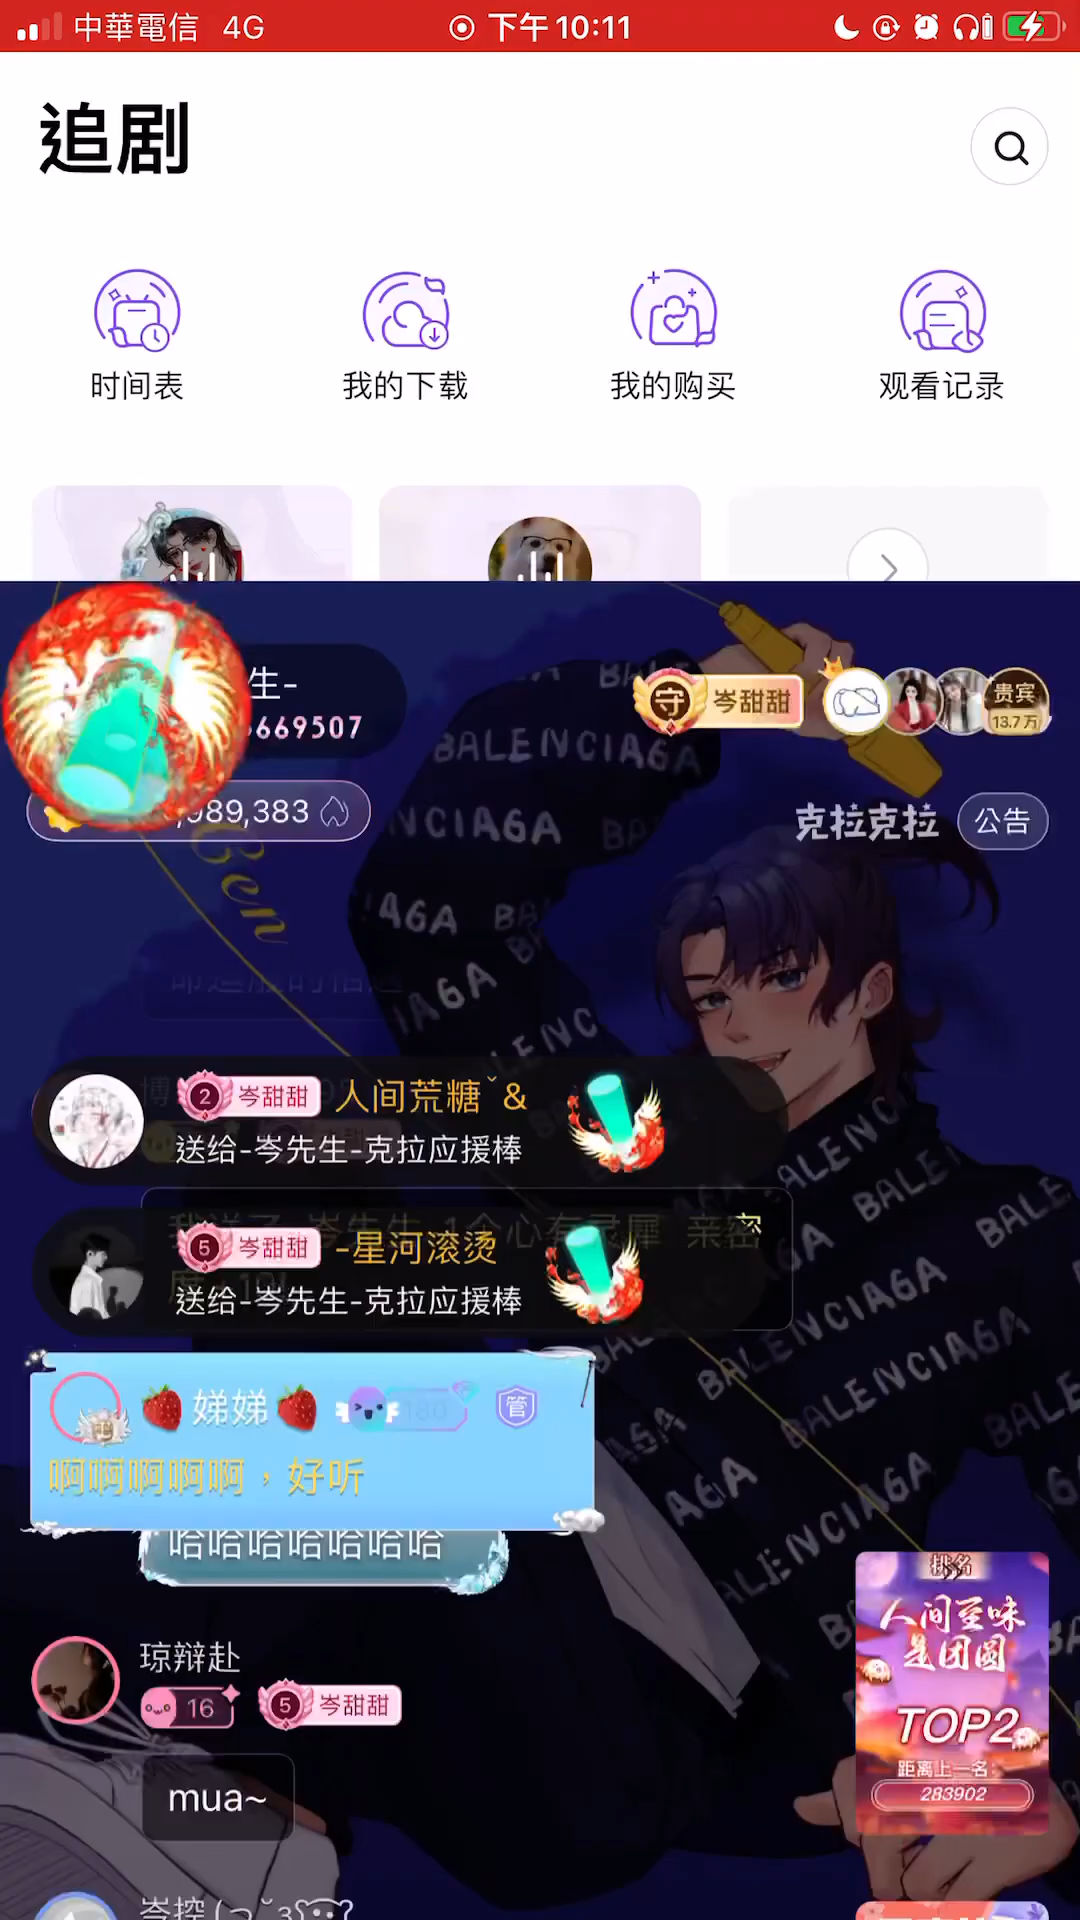 中華電信 4G
下午10:11
追剧
时间表
我的下载
我的购买
观看记录
生-
669507
守 岑甜甜
贵宾
13.7万
,989,383
克拉克拉
公告
Cen
BALENCIAGA
2 岑甜甜 人间荒糖ˇ&
送给-岑先生-克拉应援棒
5 岑甜甜 -星河滚烫
送给-岑先生-克拉应援棒
🍓娣娣🍓 管
啊啊啊啊啊，好听
哈哈哈哈哈哈哈
琼辩赴
16 5 岑甜甜
mua~
排名
人间至味
是团圆
TOP2
距离上一名:
283902